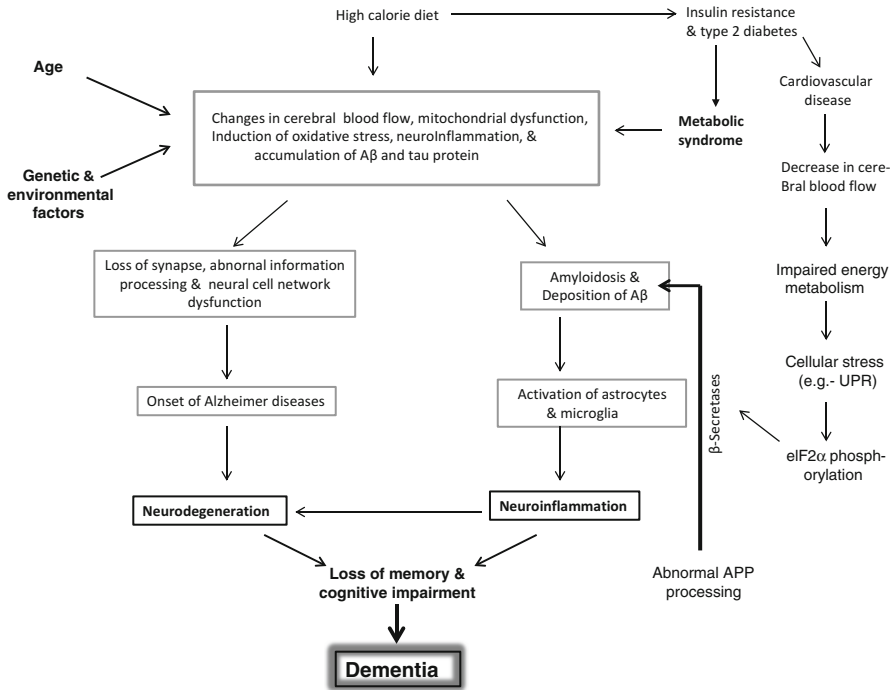 High calorie diet
Insulin resistance
& type 2 diabetes
Age
Cardiovascular
disease
Changes in cerebral blood flow, mitochondrial dysfunction,
Induction of oxidative stress, neuroInflammation, &
accumulation of Aβ and tau protein
Metabolic
syndrome
Genetic &
environmental
factors
Decrease in cere-
Bral blood flow
Loss of synapse, abnornal information
processing & neural cell network
dysfunction
Amyloidosis &
Deposition of Aβ
Impaired energy
metabolism
Cellular stress
(e.g.- UPR)
Onset of Alzheimer diseases
Activation of astrocytes
& microglia
β-Secretases
eIF2α phosph-
orylation
Neurodegeneration
Neuroinflammation
Loss of memory &
cognitive impairment
Abnormal APP
processing
Dementia